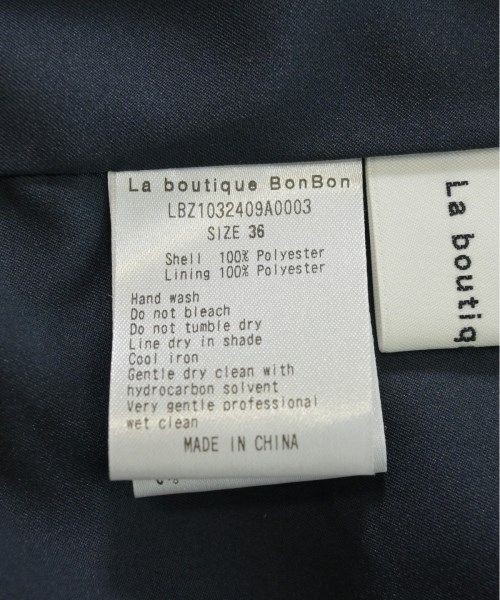 La boutique BonBon
LBZ1032409A0003
SIZE 36
Shell 100% Polyester
Lining 100% Polyester
Hand wash
Do not bleach
Do not tumble dry
Line dry in shade
Cool iron
Gentle dry clean with
hydrocarbon solvent
Very gentle professional
wet clean
MADE IN CHINA
La boutiq